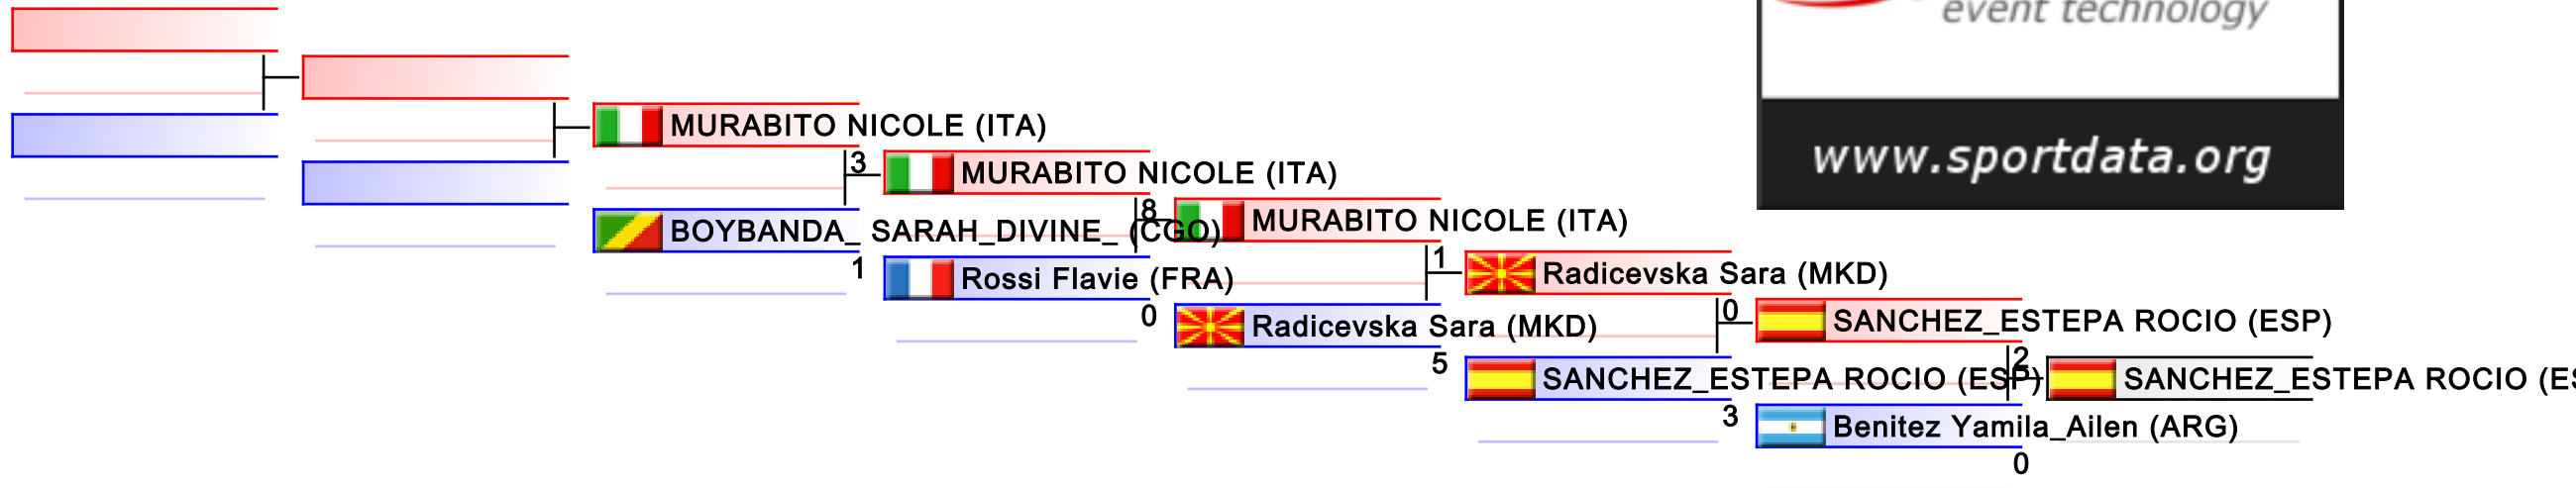 event technology
www.sportdata.org
MURABITO NICOLE (ITA)
3
BOYBANDA_ SARAH_DIVINE_ (CGO)
1
MURABITO NICOLE (ITA)
8
Rossi Flavie (FRA)
0
MURABITO NICOLE (ITA)
1
Radicevska Sara (MKD)
5
Radicevska Sara (MKD)
0
SANCHEZ_ESTEPA ROCIO (ESP)
3
SANCHEZ_ESTEPA ROCIO (ESP)
2
Benitez Yamila_Ailen (ARG)
0
SANCHEZ_ESTEPA ROCIO (ES